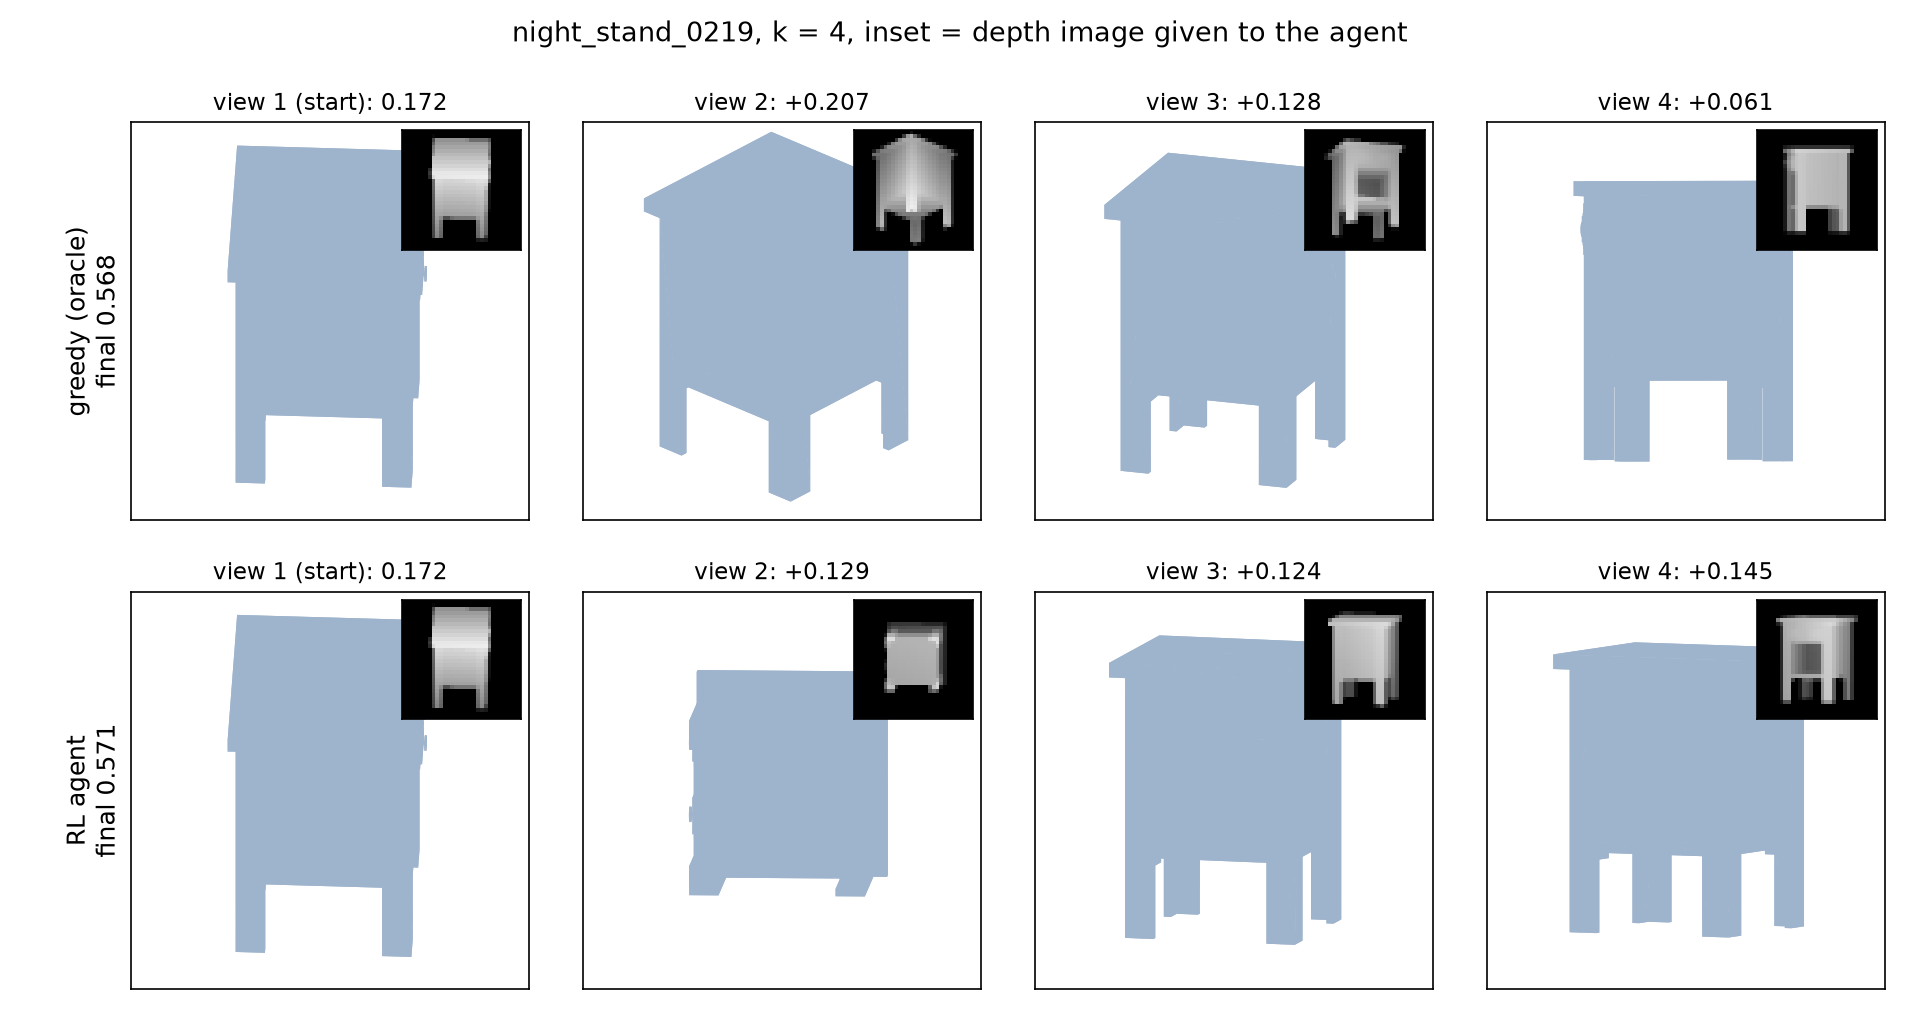 night_stand_0219, k = 4, inset = depth image given to the agent
greedy (oracle)
final 0.568
view 1 (start): 0.172
view 2: +0.207
view 3: +0.128
view 4: +0.061
RL agent
final 0.571
view 1 (start): 0.172
view 2: +0.129
view 3: +0.124
view 4: +0.145